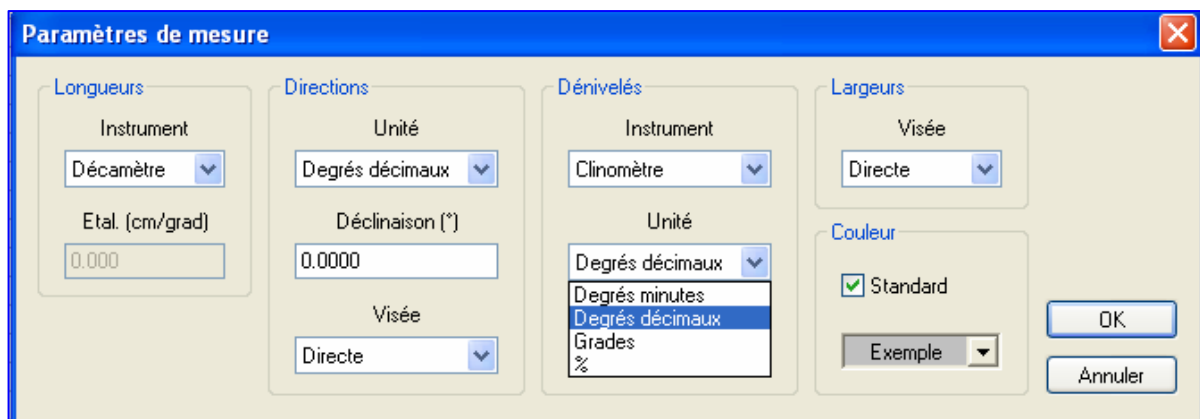 Paramètres de mesure
Longueurs
Instrument
Décamètre
Etal. (cm/grad)
0.000
Directions
Unité
Degrés décimaux
Déclinaison (°)
0.0000
Visée
Directe
Dénivelés
Instrument
Clinomètre
Unité
Degrés décimaux
Degrés minutes
Degrés décimaux
Grades
%
Largeurs
Visée
Directe
Couleur
Standard
Exemple
OK
Annuler